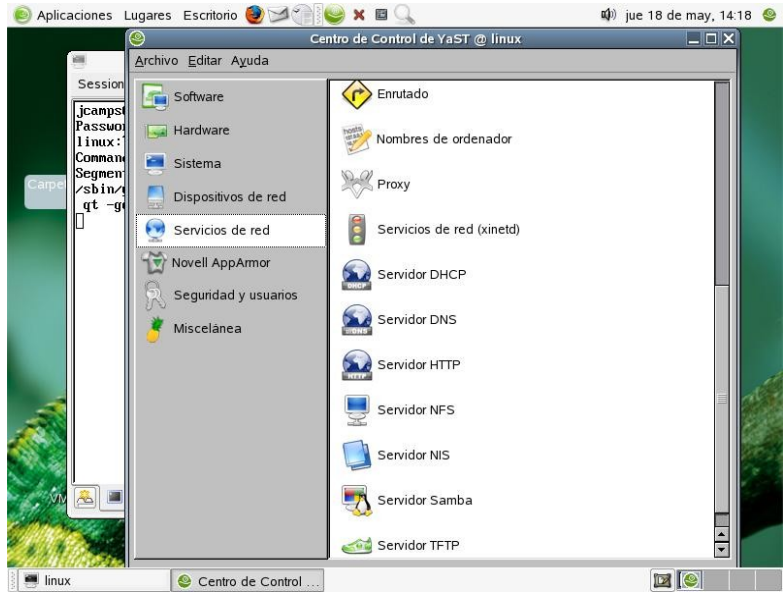 Aplicaciones Lugares Escritorio
jue 18 de may, 14:18
Centro de Control de YaST @ linux
Archivo Editar Ayuda
Session
jcampst
Passwor
linux:
Comman
Segmen
/sbin/y
qt -ge
Carpe
VM
Software
Hardware
Sistema
Dispositivos de red
Servicios de red
Novell AppArmor
Seguridad y usuarios
Miscelánea
Enrutado
Nombres de ordenador
Proxy
Servicios de red (xinetd)
Servidor DHCP
Servidor DNS
Servidor HTTP
Servidor NFS
Servidor NIS
Servidor Samba
Servidor TFTP
linux
Centro de Control ...